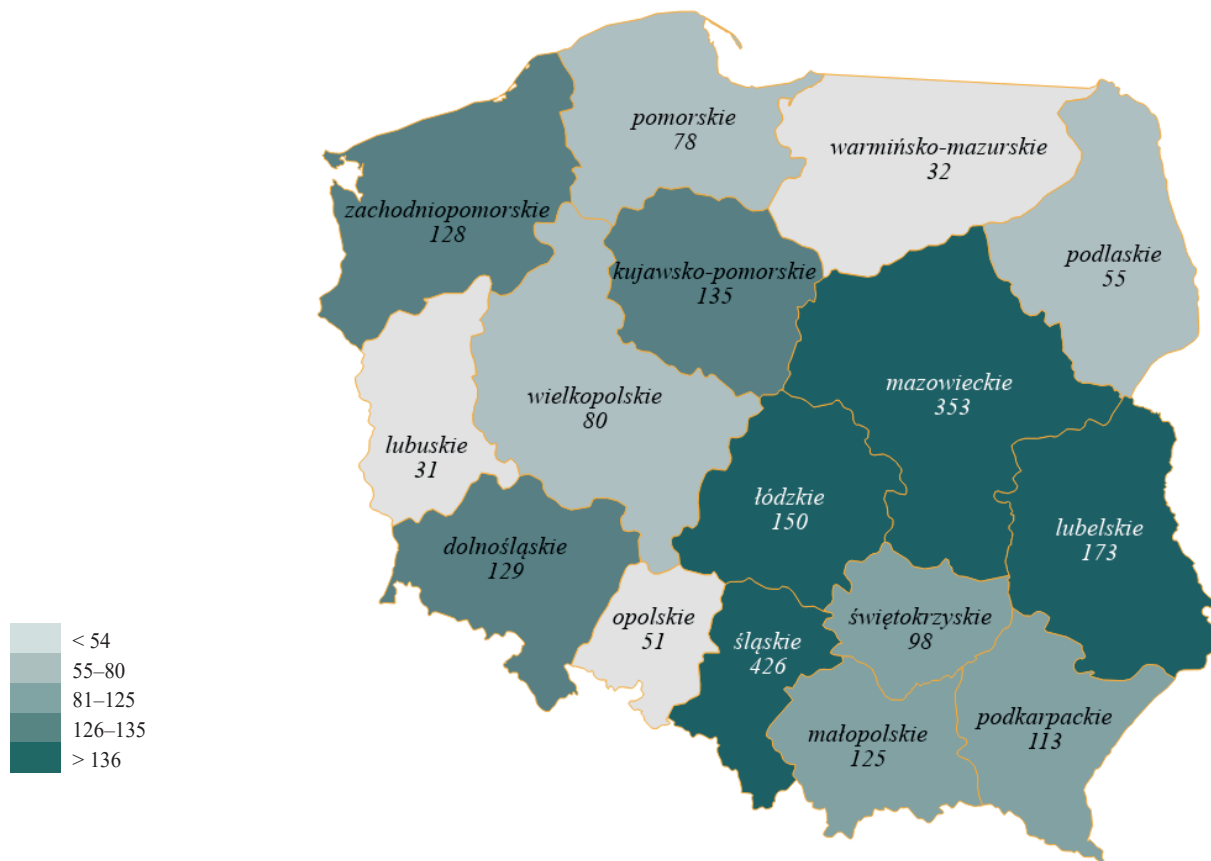 pomorskie
78
warmińsko-mazurskie
32
zachodniopomorskie
128
podlaskie
55
kujawsko-pomorskie
135
mazowieckie
353
wielkopolskie
80
lubuskie
31
łódzkie
150
lubelskie
173
dolnośląskie
129
opolskie
51
śląskie
426
świętokrzyskie
98
małopolskie
125
podkarpackie
113
< 54
55–80
81–125
126–135
> 136